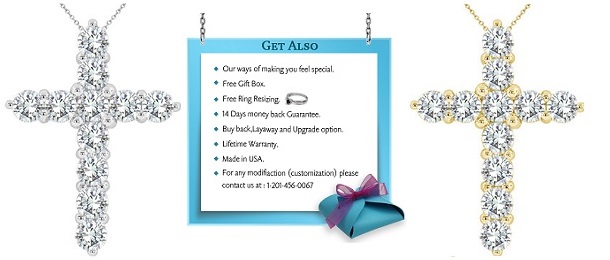 Get Also
Our ways of making you feel special.
Free Gift Box.
Free Ring Resizing.
14 Days money back Guarantee.
Buy back,Layaway and Upgrade option.
Lifetime Warranty.
Made in USA.
For any modifiaction (customization) please
contact us at : 1-201-456-0067